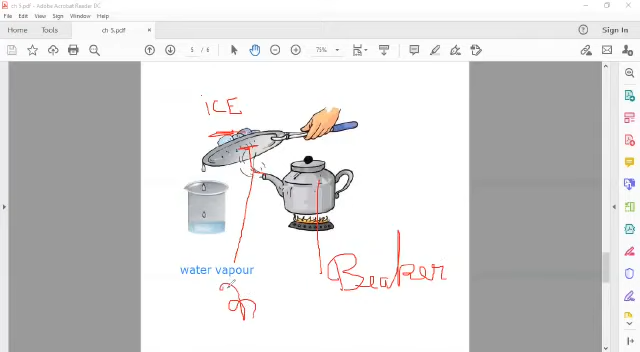 ch 5.pdf - Adobe Acrobat Reader DC
File Edit View Sign Window Help
Home Tools ch 5.pdf × Sign In
5 / 6 75%
ICE
water vapour
Beaker